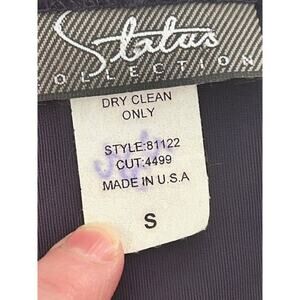 Status
COLLECTION
DRY CLEAN
ONLY
STYLE:81122
CUT:4499
MADE IN U.S.A
S